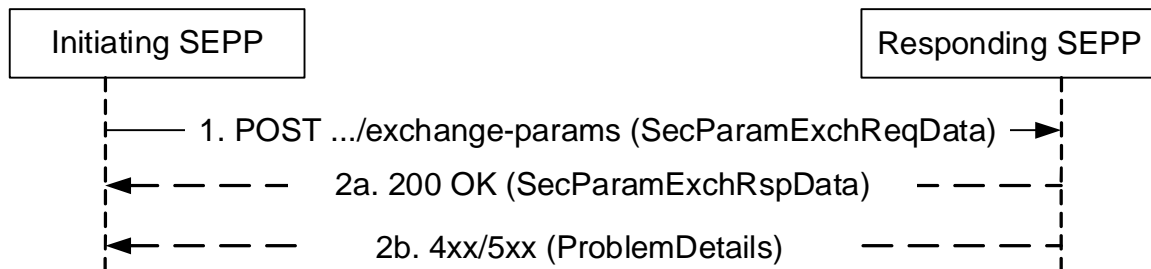 Initiating SEPP
Responding SEPP
1. POST .../exchange-params (SecParamExchReqData)
2a. 200 OK (SecParamExchRspData)
2b. 4xx/5xx (ProblemDetails)